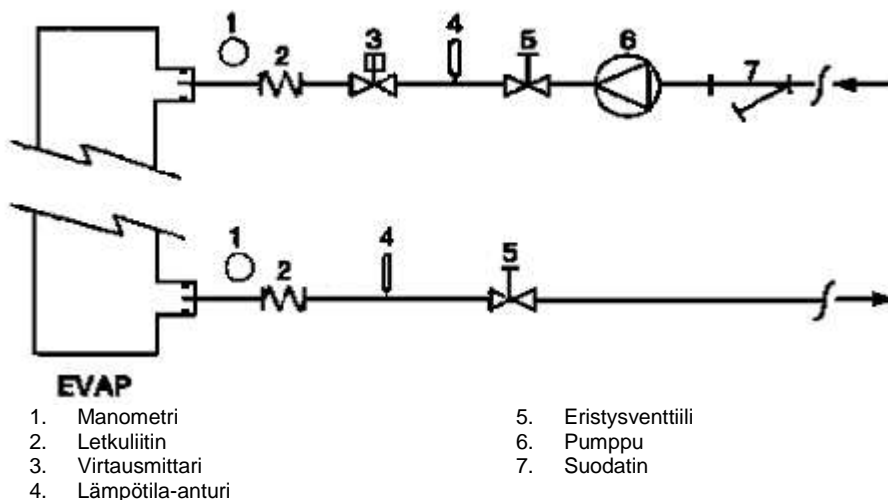 1 2 3 4 5 6 7
1 2 4 5
EVAP
1. Manometri
2. Letkuliitin
3. Virtausmittari
4. Lämpötila-anturi
5. Eristysventtiili
6. Pumppu
7. Suodatin